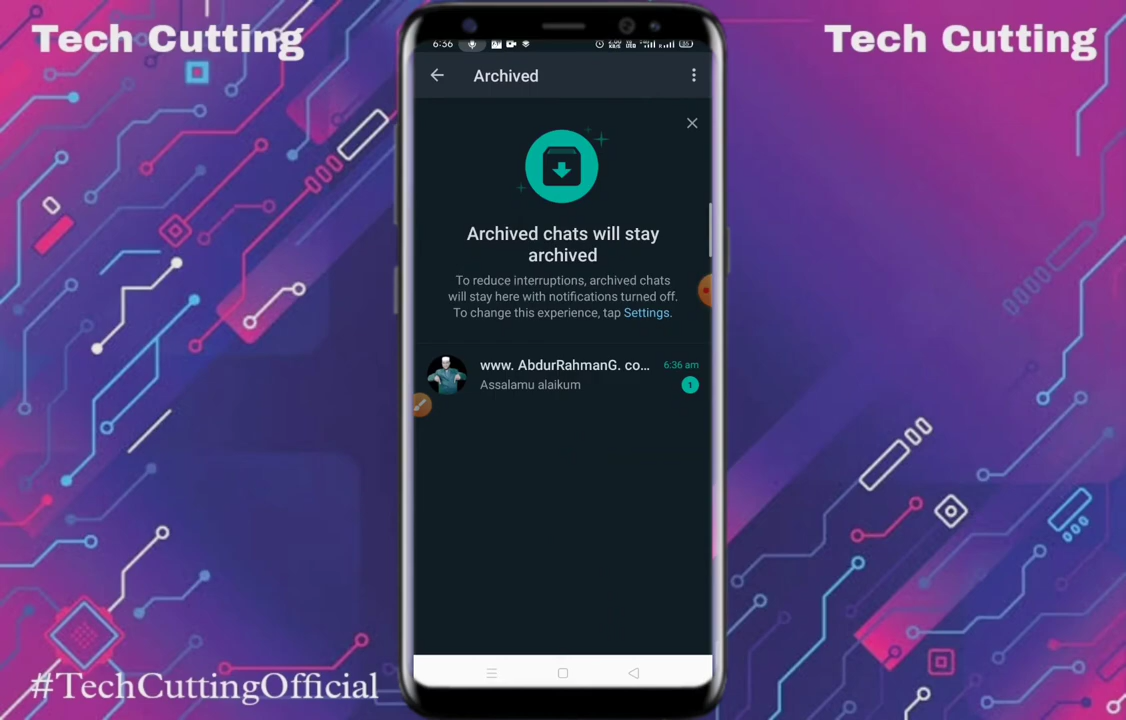 Tech Cutting
Tech Cutting
6:36
Archived
Archived chats will stay
archived
To reduce interruptions, archived chats
will stay here with notifications turned off.
To change this experience, tap Settings.
www. AbdurRahmanG. co...
6:36 am
Assalamu alaikum
1
#TechCuttingOfficial